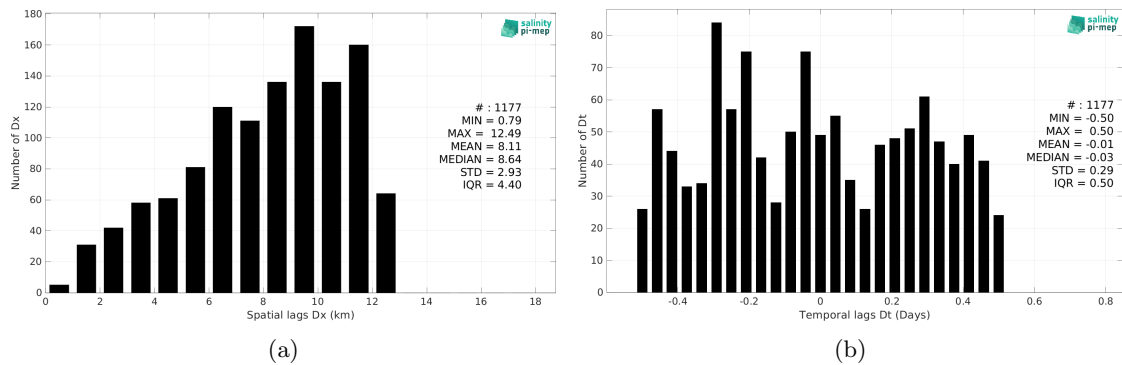 180
160
140
120
100
80
60
40
20
0
Number of Dx
0 2 4 6 8 10 12 14 16 18
Spatial lags Dx (km)
salinity
pi-mep
# : 1177
MIN = 0.79
MAX = 12.49
MEAN = 8.11
MEDIAN = 8.64
STD = 2.93
IQR = 4.40
(a)
80
70
60
50
40
30
20
10
0
Number of Dt
-0.4 -0.2 0 0.2 0.4 0.6 0.8
Temporal lags Dt (Days)
salinity
pi-mep
# : 1177
MIN = -0.50
MAX = 0.50
MEAN = -0.01
MEDIAN = -0.03
STD = 0.29
IQR = 0.50
(b)